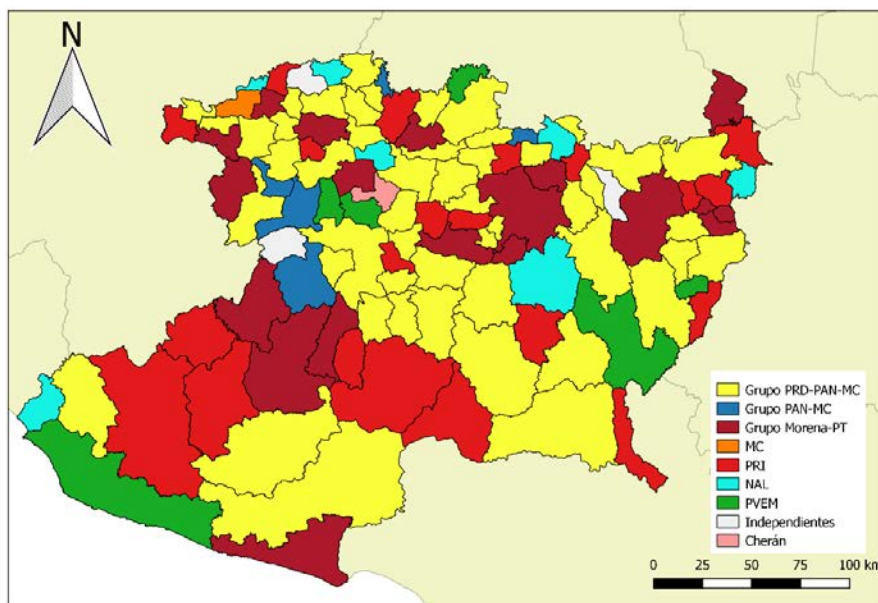 N
Grupo PRD-PAN-MC
Grupo PAN-MC
Grupo Morena-PT
MC
PRI
NAL
PVEM
Independientes
Cherán
0 25 50 75 100 km